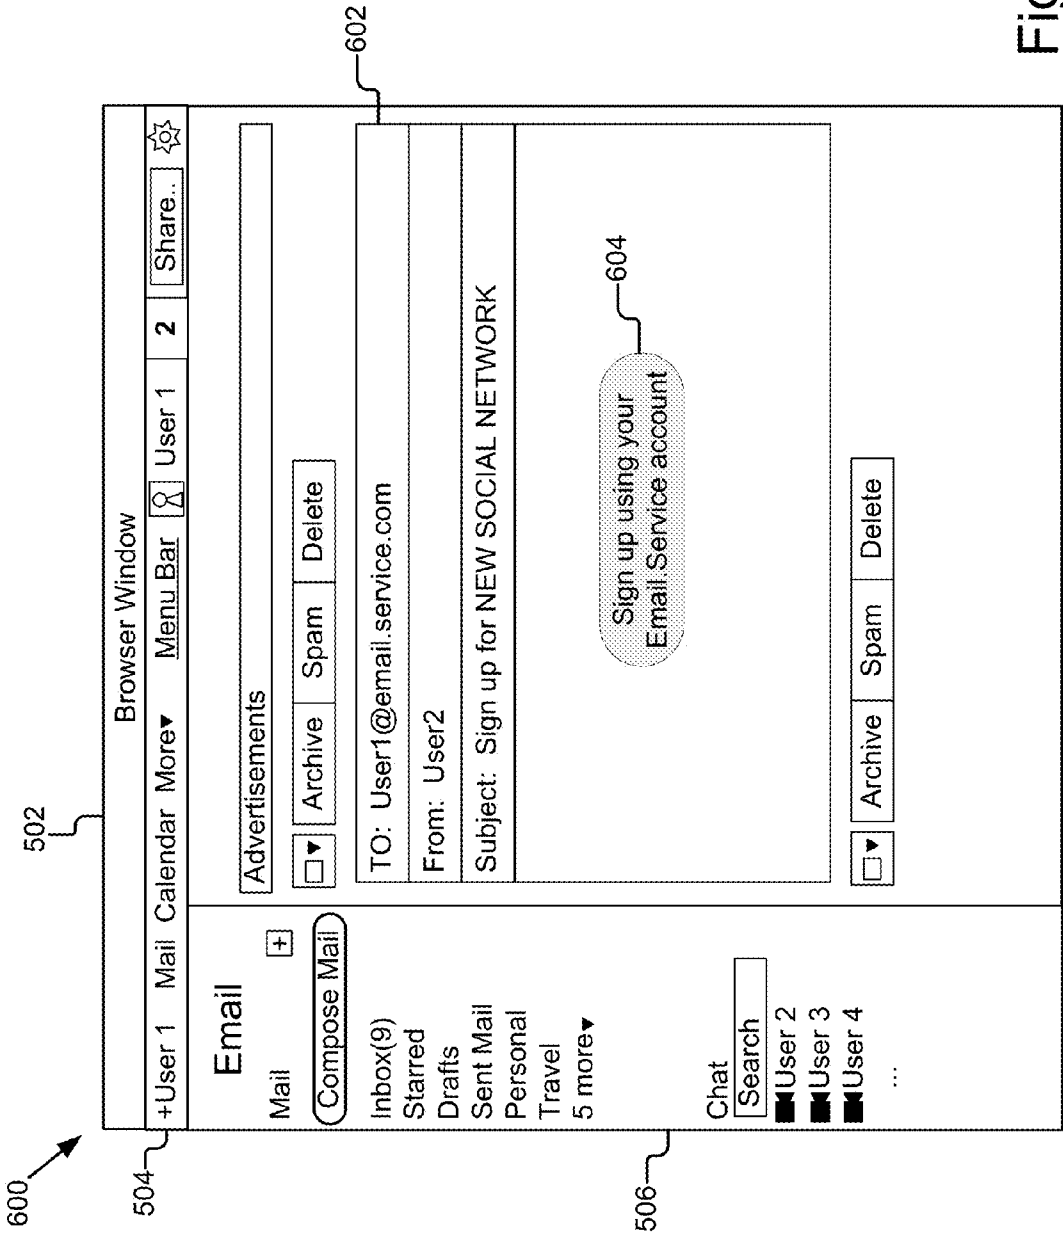 600
502
Browser Window
504
+User 1 Mail Calendar More▾ Menu Bar User 1 2 Share..
Email
Mail +
Compose Mail
Inbox(9)
Starred
Drafts
Sent Mail
Personal
Travel
5 more▾
Chat
Search
User 2
User 3
User 4
...
506
Advertisements
▾ Archive Spam Delete
602
TO: User1@email.service.com
From: User2
Subject: Sign up for NEW SOCIAL NETWORK
604
Sign up using your
Email Service account
▾ Archive Spam Delete